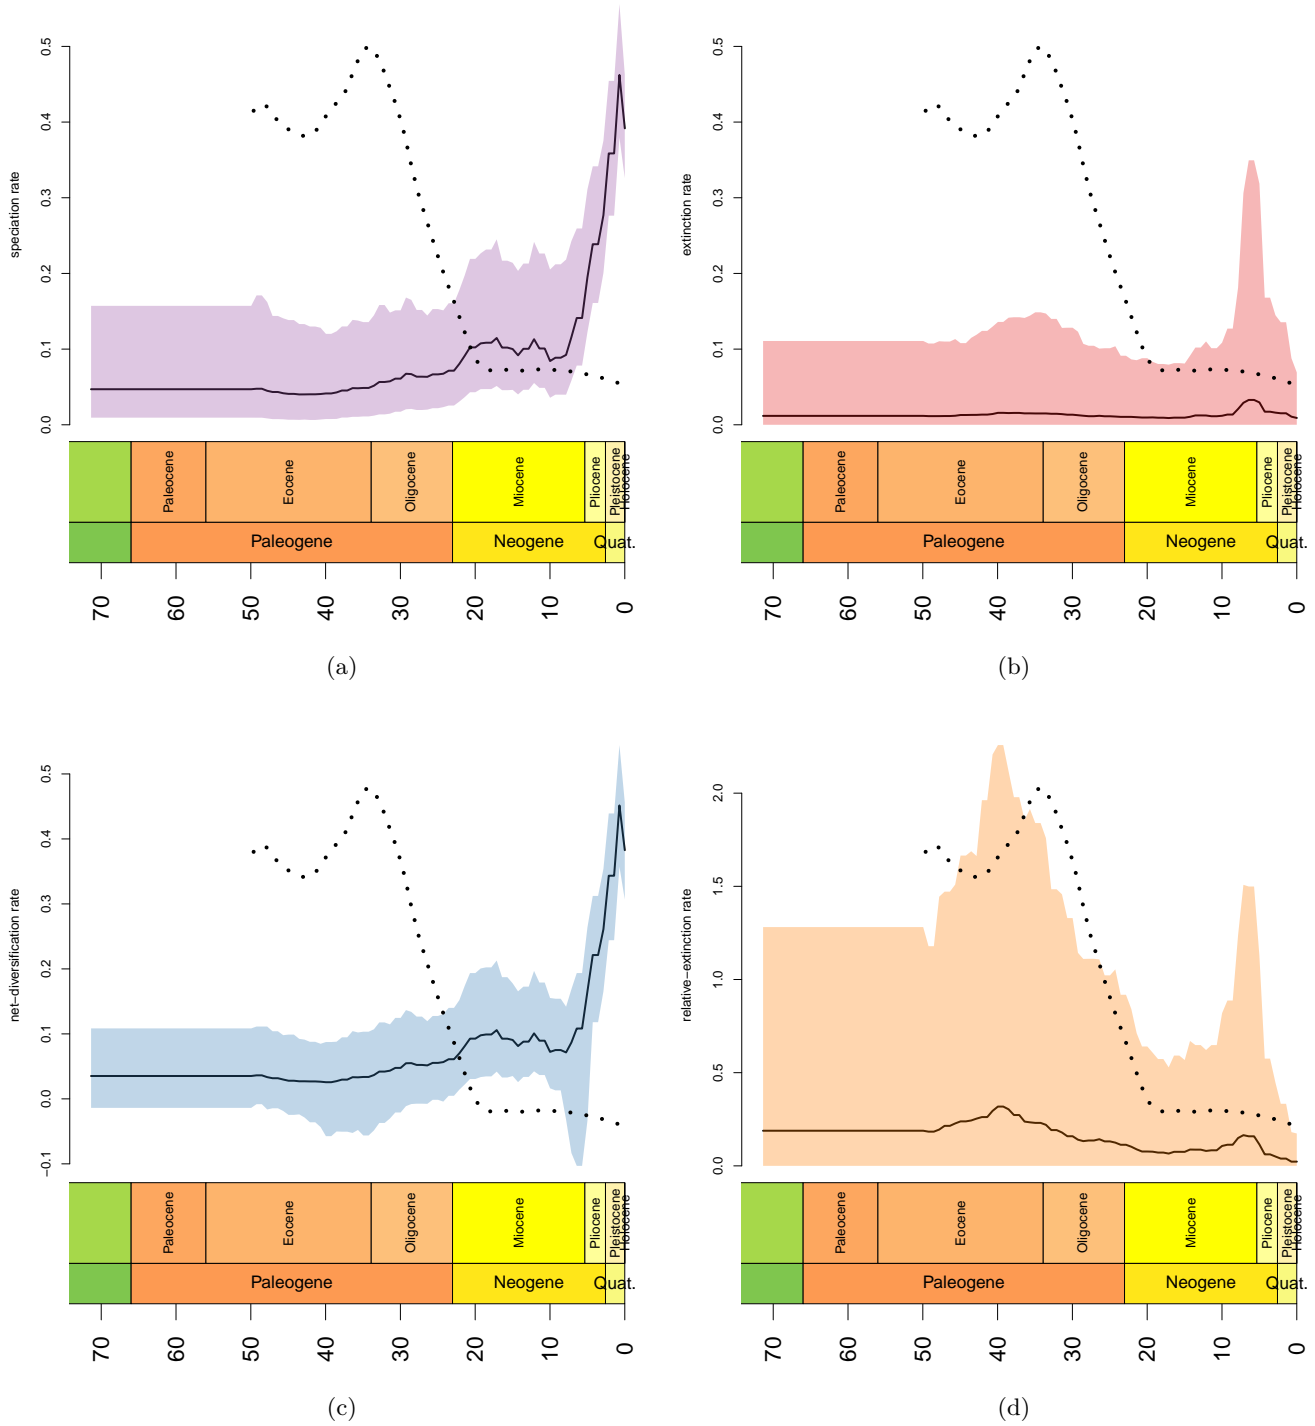 speciation rate
0.0
0.1
0.2
0.3
0.4
0.5
Paleocene
Eocene
Oligocene
Miocene
Pliocene
Pleistocene
Holocene
Paleogene
Neogene
Quat.
70
60
50
40
30
20
10
0
(a)
extinction rate
0.0
0.1
0.2
0.3
0.4
0.5
Paleocene
Eocene
Oligocene
Miocene
Pliocene
Pleistocene
Holocene
Paleogene
Neogene
Quat.
70
60
50
40
30
20
10
0
(b)
net−diversification rate
−0.1
0.0
0.1
0.2
0.3
0.4
0.5
Paleocene
Eocene
Oligocene
Miocene
Pliocene
Pleistocene
Holocene
Paleogene
Neogene
Quat.
70
60
50
40
30
20
10
0
(c)
relative−extinction rate
0.0
0.5
1.0
1.5
2.0
Paleocene
Eocene
Oligocene
Miocene
Pliocene
Pleistocene
Holocene
Paleogene
Neogene
Quat.
70
60
50
40
30
20
10
0
(d)